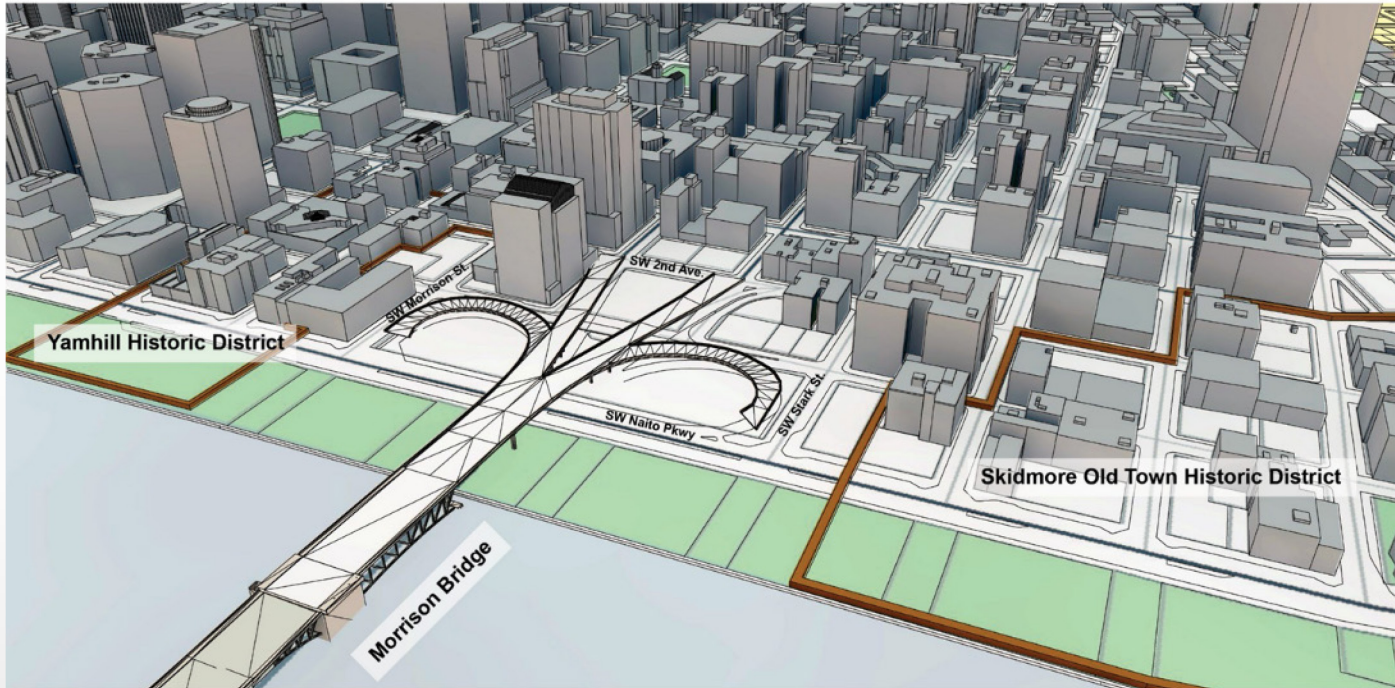 SW 2nd Ave.
SW Morrison St.
Yamhill Historic District
SW Stark St.
SW Naito Pkwy
Skidmore Old Town Historic District
Morrison Bridge